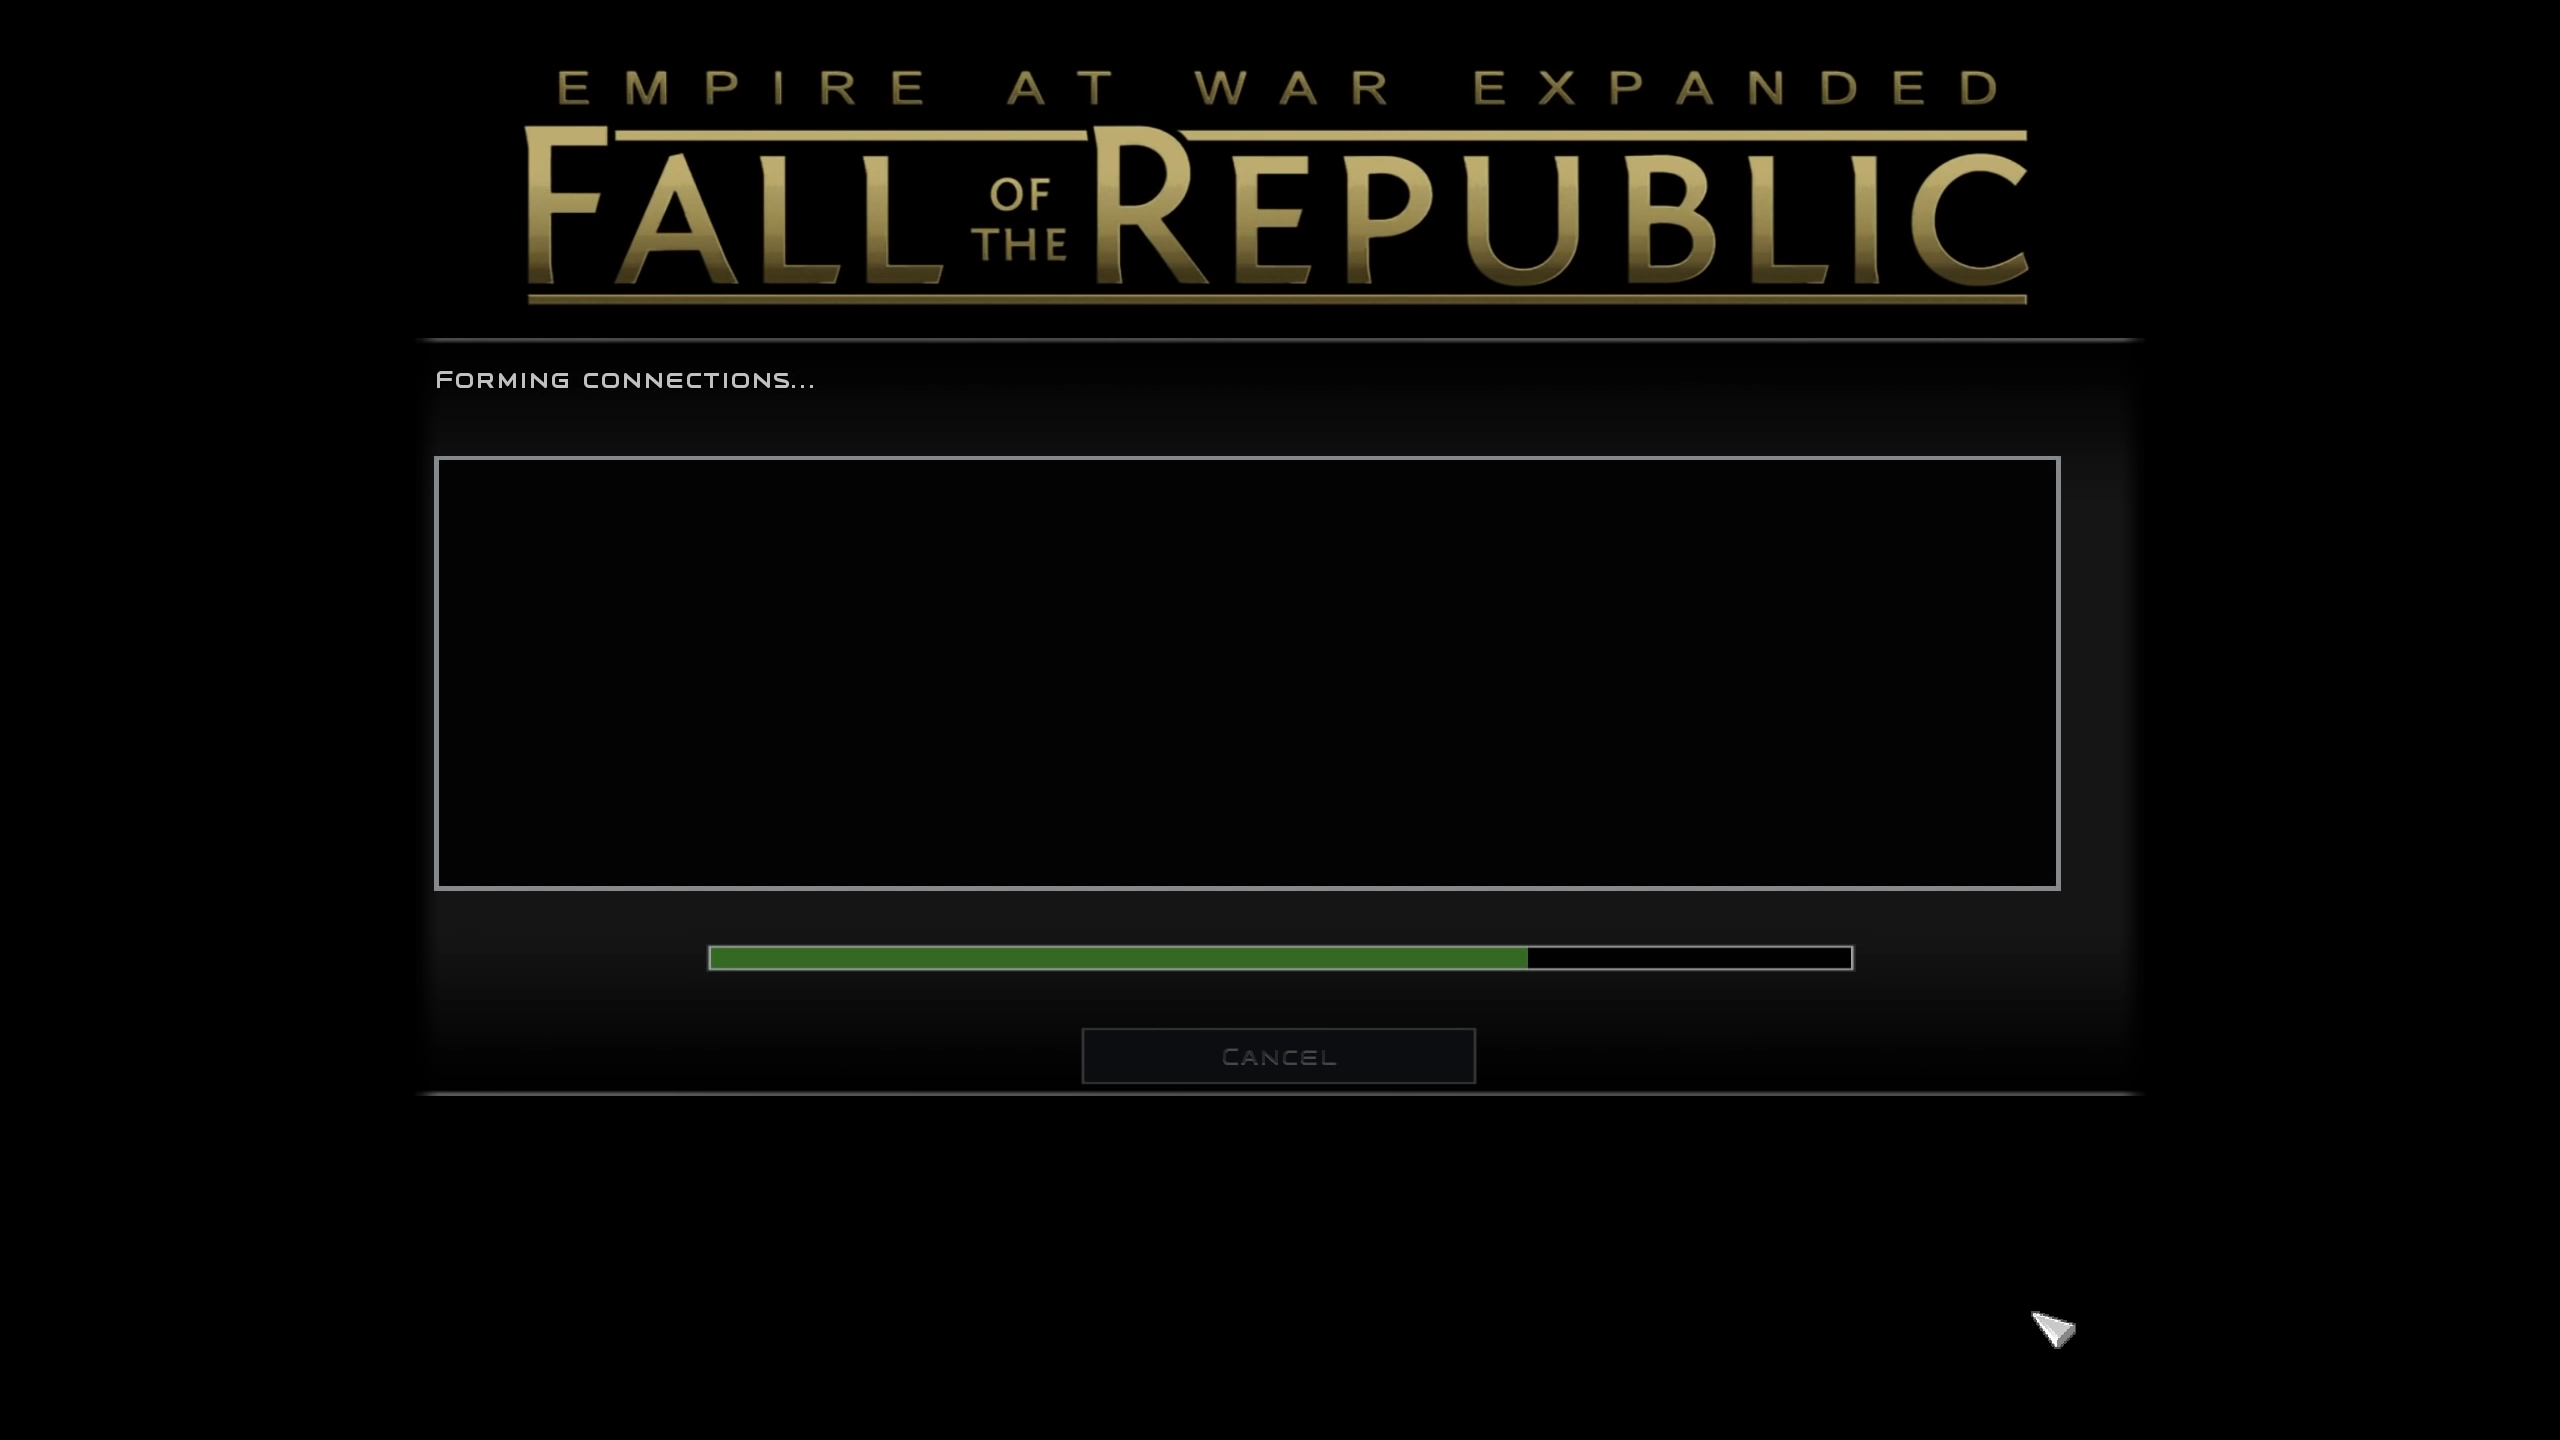 EMPIRE AT WAR EXPANDED
FALL OF THE REPUBLIC
Forming connections...
Cancel